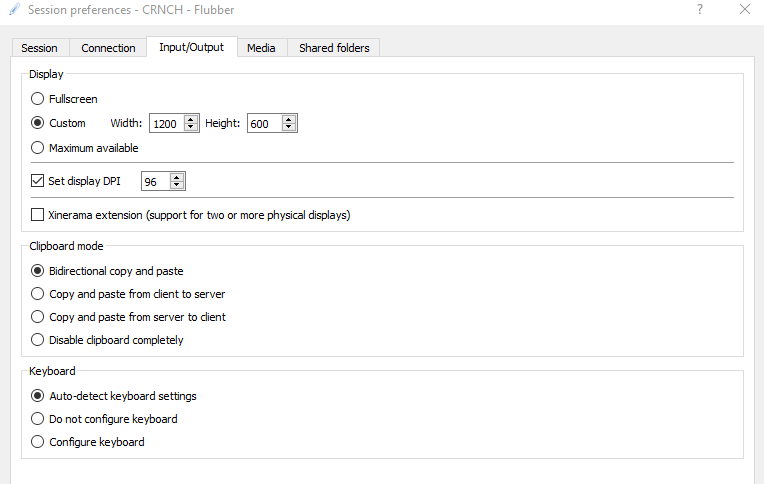 Session preferences - CRNCH - Flubber ?
Session Connection Input/Output Media Shared folders
Display
Fullscreen
Custom Width: 1200 Height: 600
Maximum available
Set display DPI 96
Xinerama extension (support for two or more physical displays)
Clipboard mode
Bidirectional copy and paste
Copy and paste from client to server
Copy and paste from server to client
Disable clipboard completely
Keyboard
Auto-detect keyboard settings
Do not configure keyboard
Configure keyboard